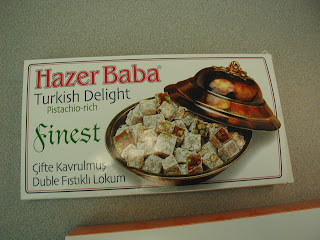 Hazer Baba®
Turkish Delight
Pistachio-rich
Finest
Çifte Kavrulmuş
Duble Fıstıklı Lokum